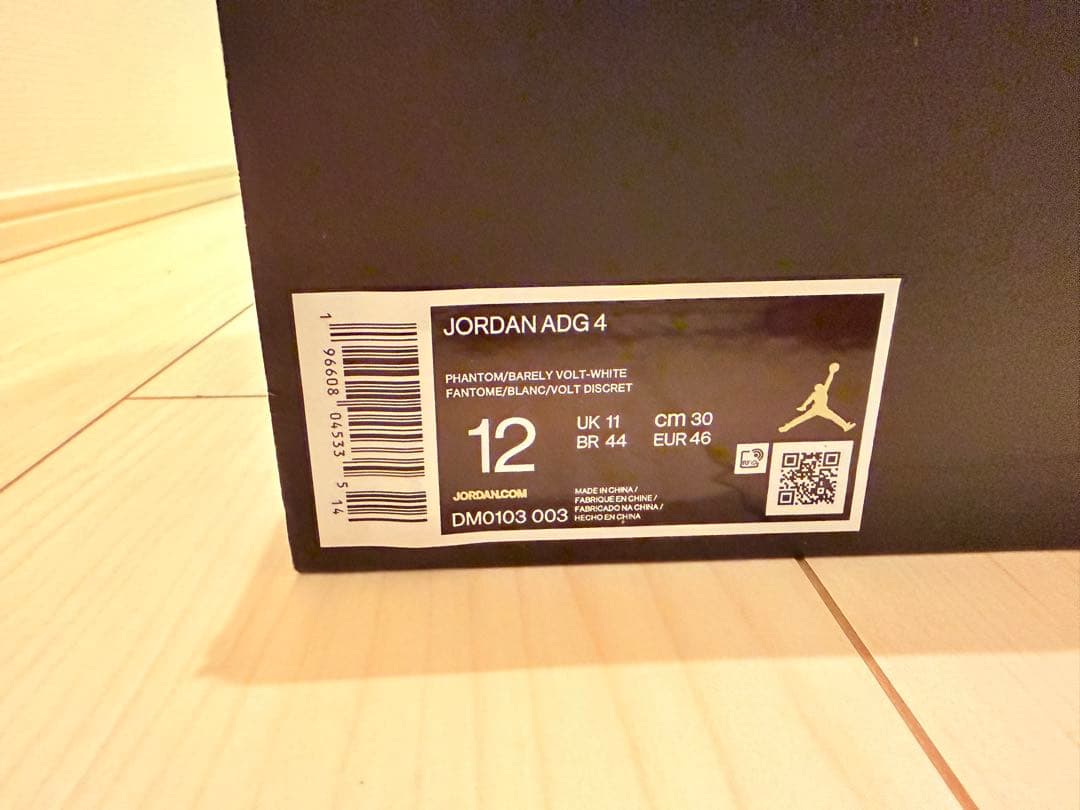 JORDAN ADG 4
PHANTOM/BARELY VOLT-WHITE
FANTOME/BLANC/VOLT DISCRET
12
UK 11 cm 30
BR 44 EUR 46
JORDAN.COM
DM0103 003
MADE IN CHINA /
FABRIQUE EN CHINE /
FABRICADO NA CHINA /
HECHO EN CHINA
RFID
1 96608 04533 5 14